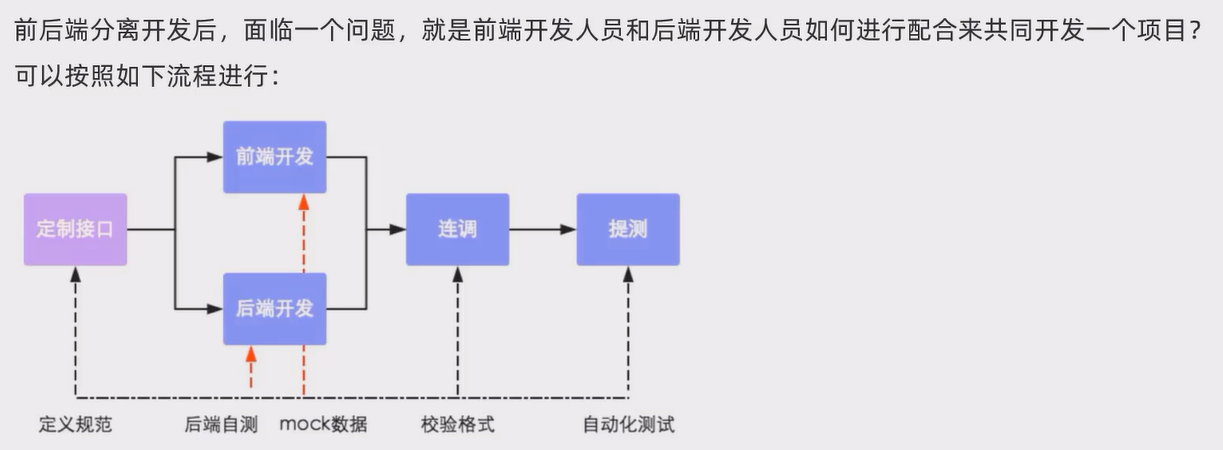 前后端分离开发后，面临一个问题，就是前端开发人员和后端开发人员如何进行配合来共同开发一个项目？
可以按照如下流程进行：
前端开发
定制接口
连调
提测
后端开发
定义规范
后端自测
mock数据
校验格式
自动化测试